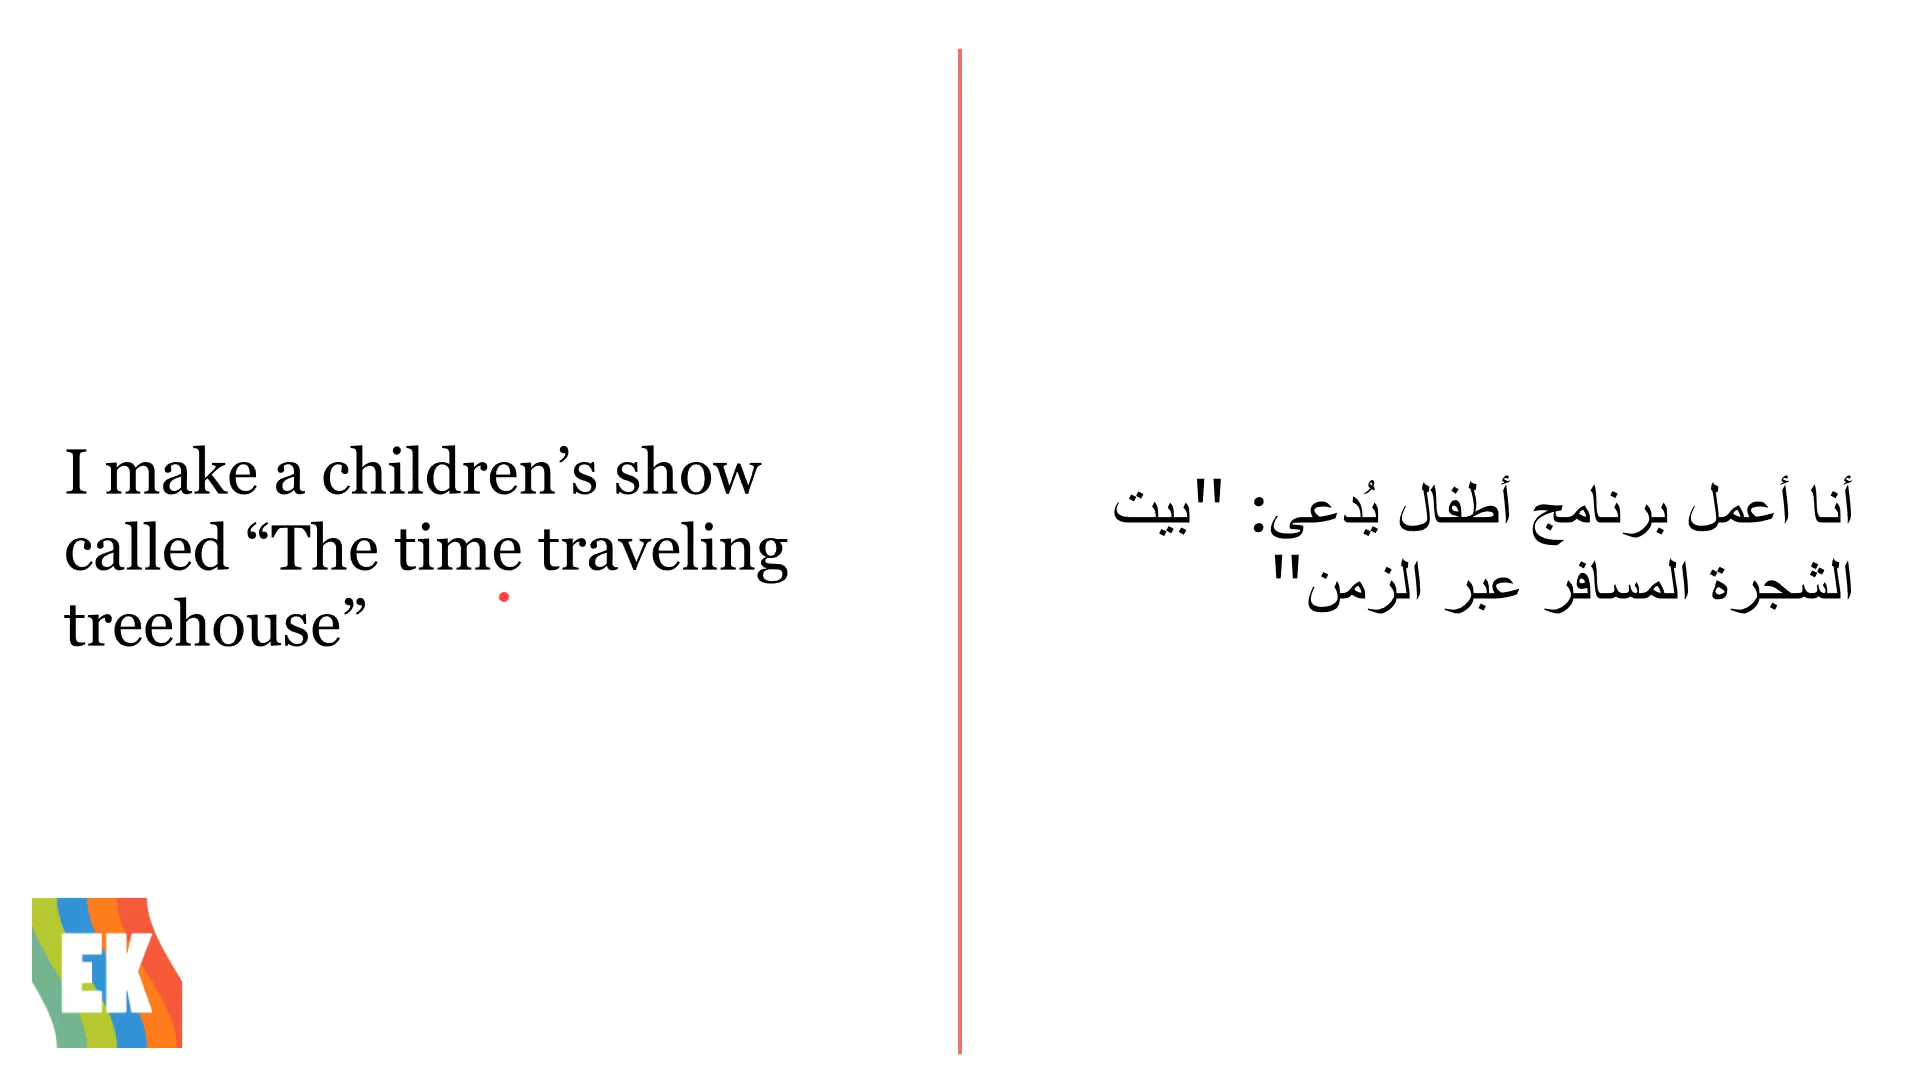 I make a children’s show
called “The time traveling
treehouse”
أنا أعمل برنامج أطفال يُدعى: "بيت
الشجرة المسافر عبر الزمن"
EK